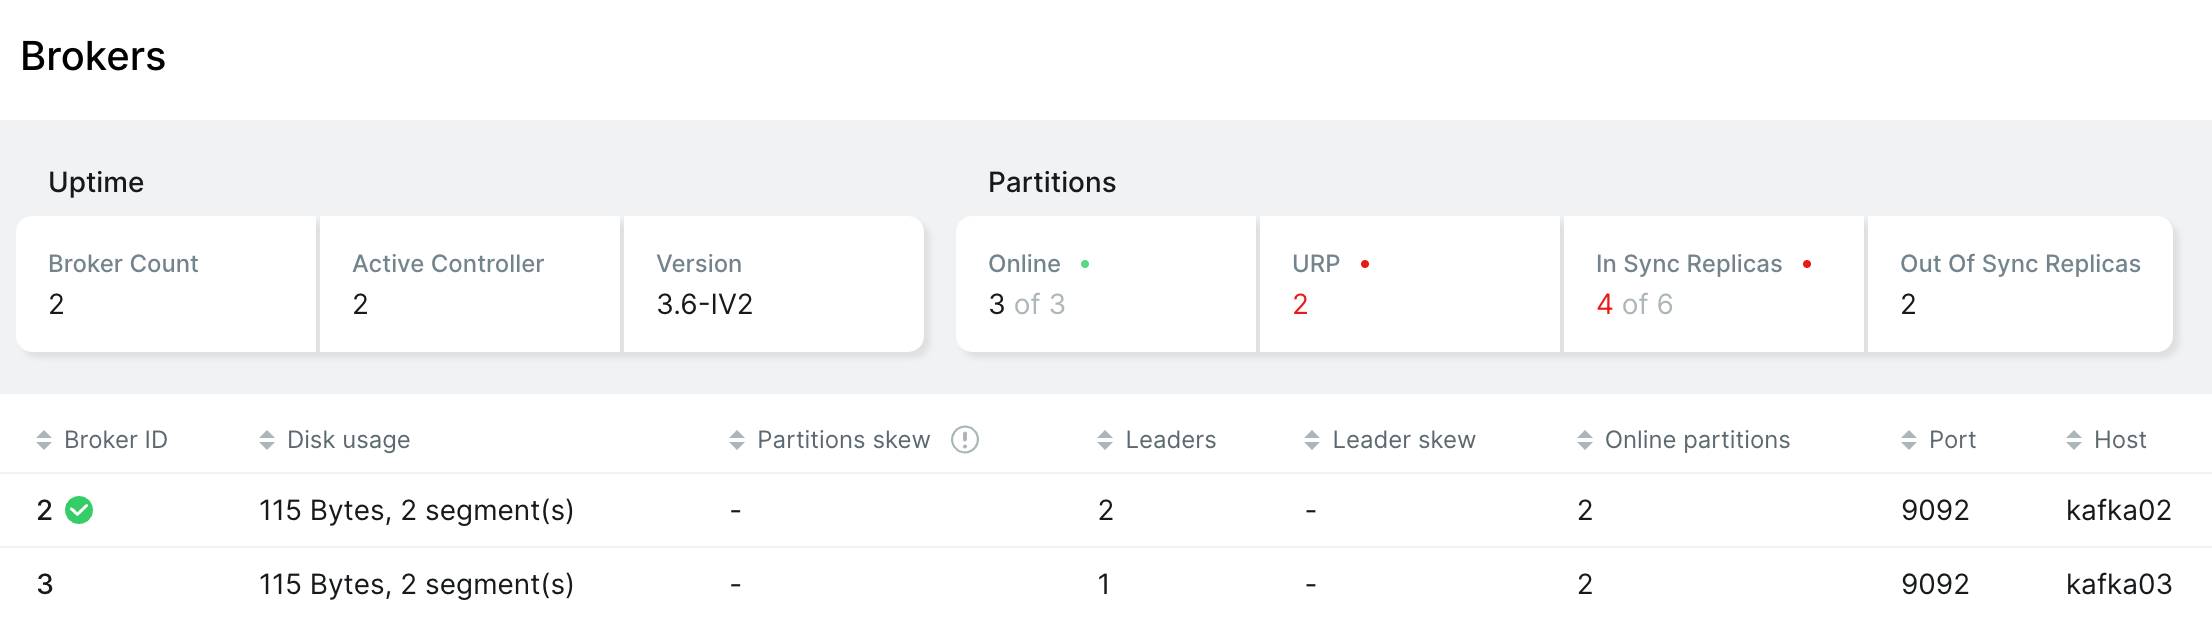 Brokers
Uptime
Partitions
Broker Count
Active Controller
Version
Online
URP
In Sync Replicas
Out Of Sync Replicas
2
2
3.6-IV2
3 of 3
2
4 of 6
2
Broker ID Disk usage Partitions skew Leaders Leader skew Online partitions Port Host
2 115 Bytes, 2 segment(s) - 2 - 2 9092 kafka02
3 115 Bytes, 2 segment(s) - 1 - 2 9092 kafka03